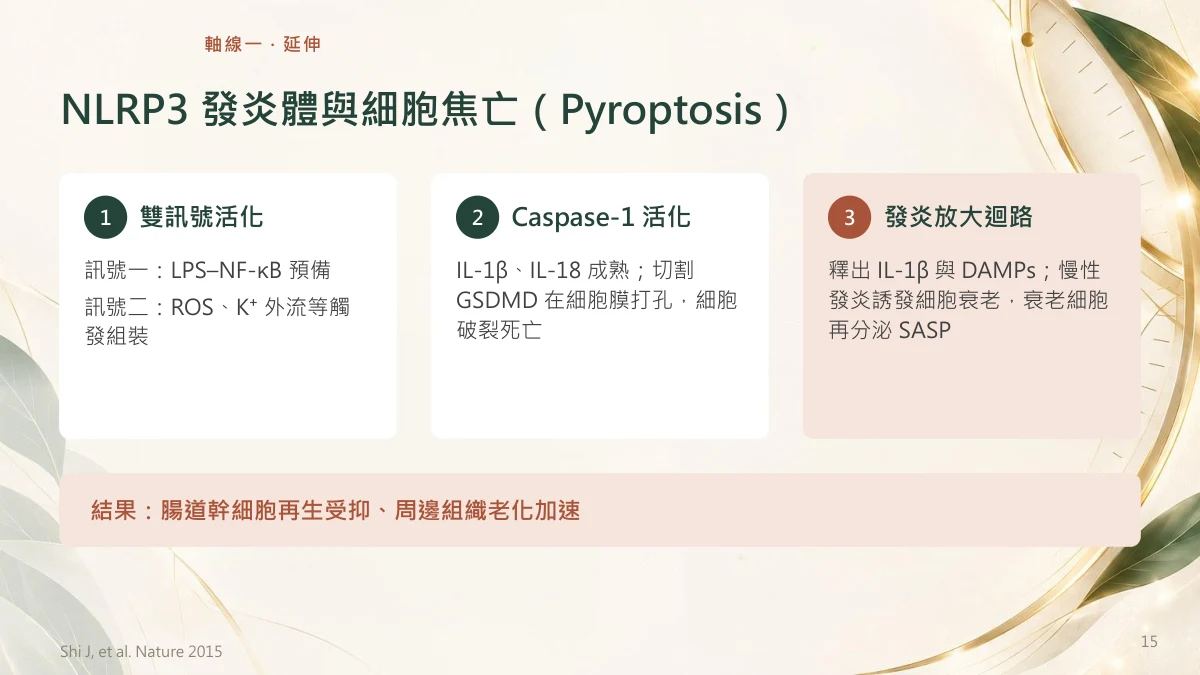 軸線一·延伸
NLRP3 發炎體與細胞焦亡（Pyroptosis）
1 雙訊號活化
訊號一：LPS–NF-κB 預備
訊號二：ROS、K⁺ 外流等觸
發組裝
2 Caspase-1 活化
IL-1β、IL-18 成熟；切割
GSDMD 在細胞膜打孔，細胞
破裂死亡
3 發炎放大迴路
釋出 IL-1β 與 DAMPs；慢性
發炎誘發細胞衰老，衰老細胞
再分泌 SASP
結果：腸道幹細胞再生受抑、周邊組織老化加速
Shi J, et al. Nature 2015
15